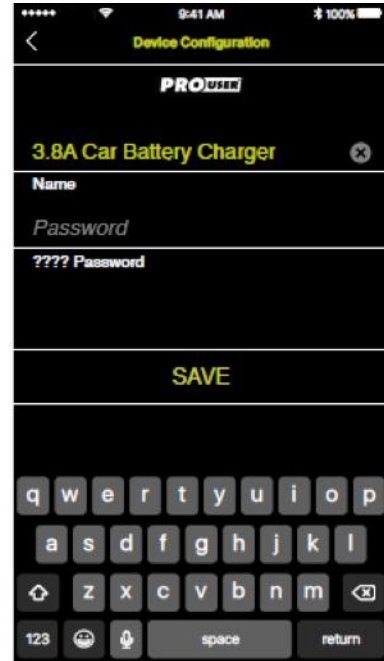 9:41 AM 100%
Device Configuration
PROUSER
3.8A Car Battery Charger
Name
Password
???? Password
SAVE
q w e r t y u i o p
a s d f g h j k l
z x c v b n m
123 space return